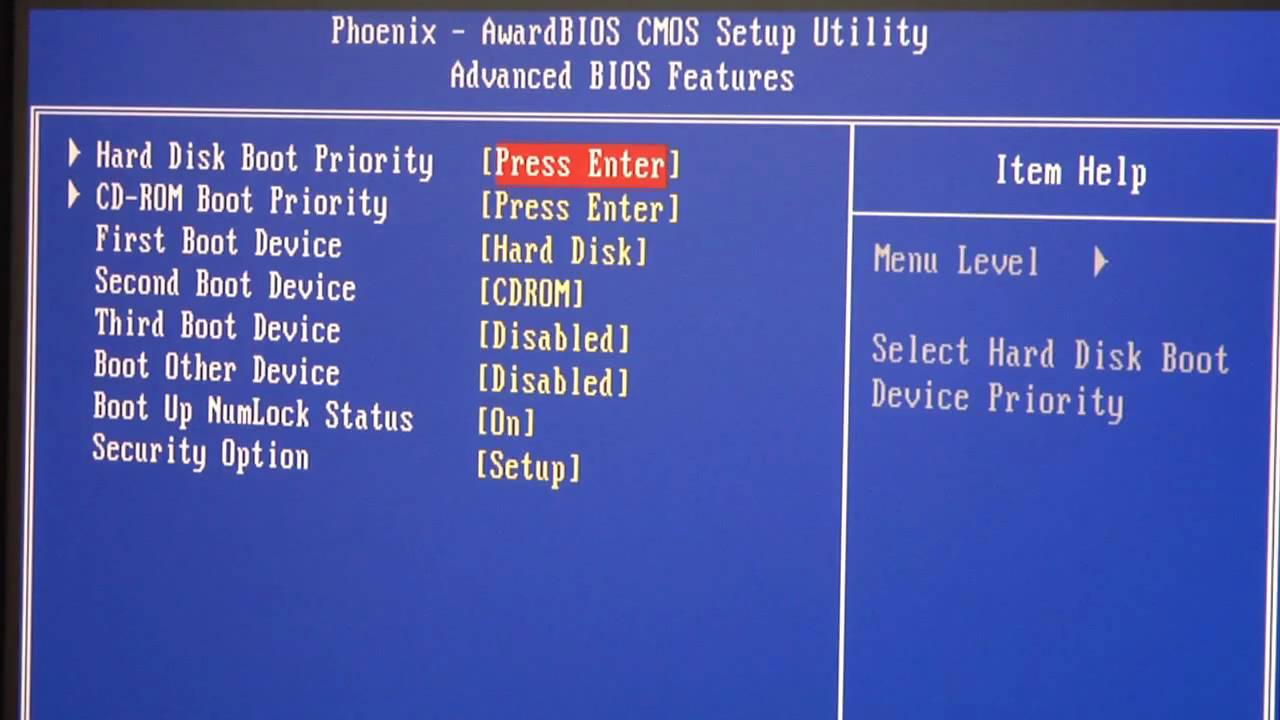 Phoenix - AwardBIOS CMOS Setup Utility
Advanced BIOS Features
Hard Disk Boot Priority [Press Enter]
CD-ROM Boot Priority [Press Enter]
First Boot Device [Hard Disk]
Second Boot Device [CDROM]
Third Boot Device [Disabled]
Boot Other Device [Disabled]
Boot Up NumLock Status [On]
Security Option [Setup]
Item Help
Menu Level
Select Hard Disk Boot
Device Priority